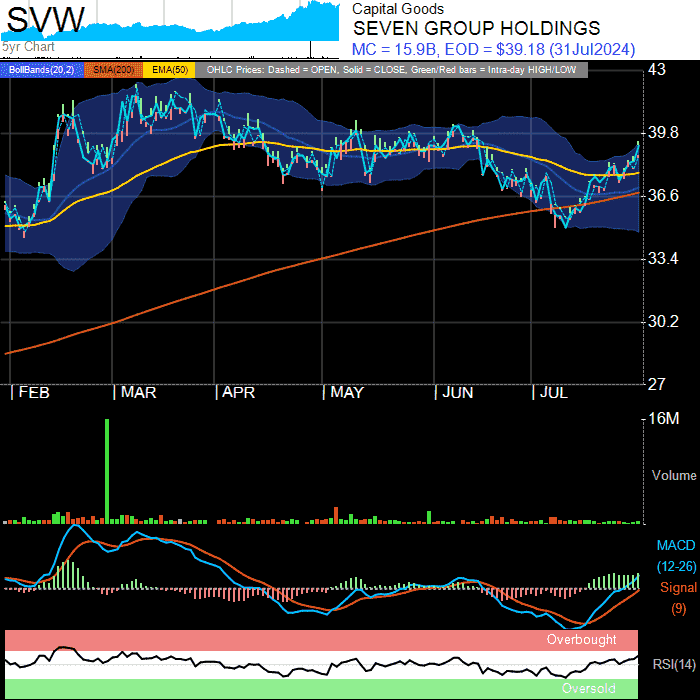 SVW
5yr Chart
Capital Goods
SEVEN GROUP HOLDINGS
MC = 15.9B, EOD = $39.18 (31Jul2024)
BollBands(20,2) SMA(200) EMA(50) OHLC Prices: Dashed = OPEN, Solid = CLOSE, Green/Red bars = Intra-day HIGH/LOW
43
39.8
36.6
33.4
30.2
27
| FEB | MAR | APR | MAY | JUN | JUL
16M
Volume
MACD
(12-26)
Signal
(9)
Overbought
RSI(14)
Oversold